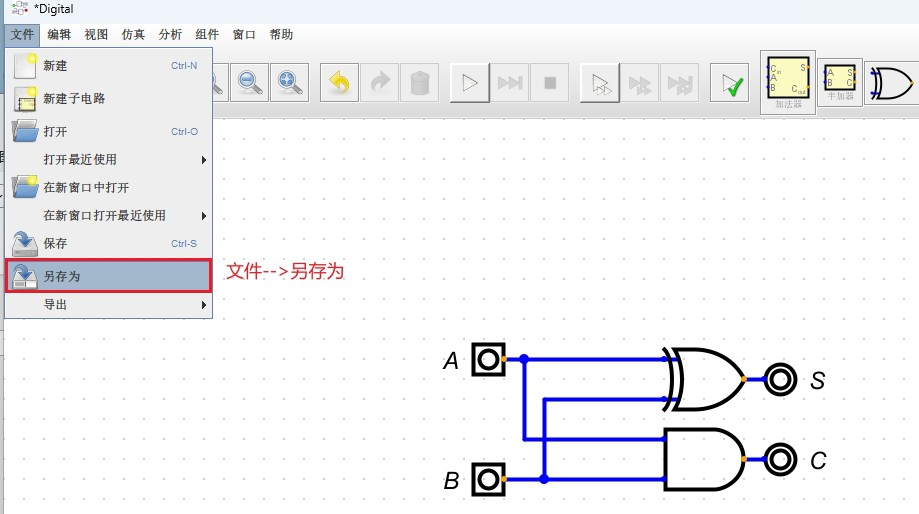 *Digital
文件 编辑 视图 仿真 分析 组件 行窗口 帮助
新建 Ctrl-N
新建子电路
打开 Ctrl-O
打开最近使用
在新窗口中打开
在新窗口打开最近使用
保存 Ctrl-S
另存为
导出
文件-->另存为
C in S
A
B C out
加法器
A S
B C
半加器
A
S
B
C